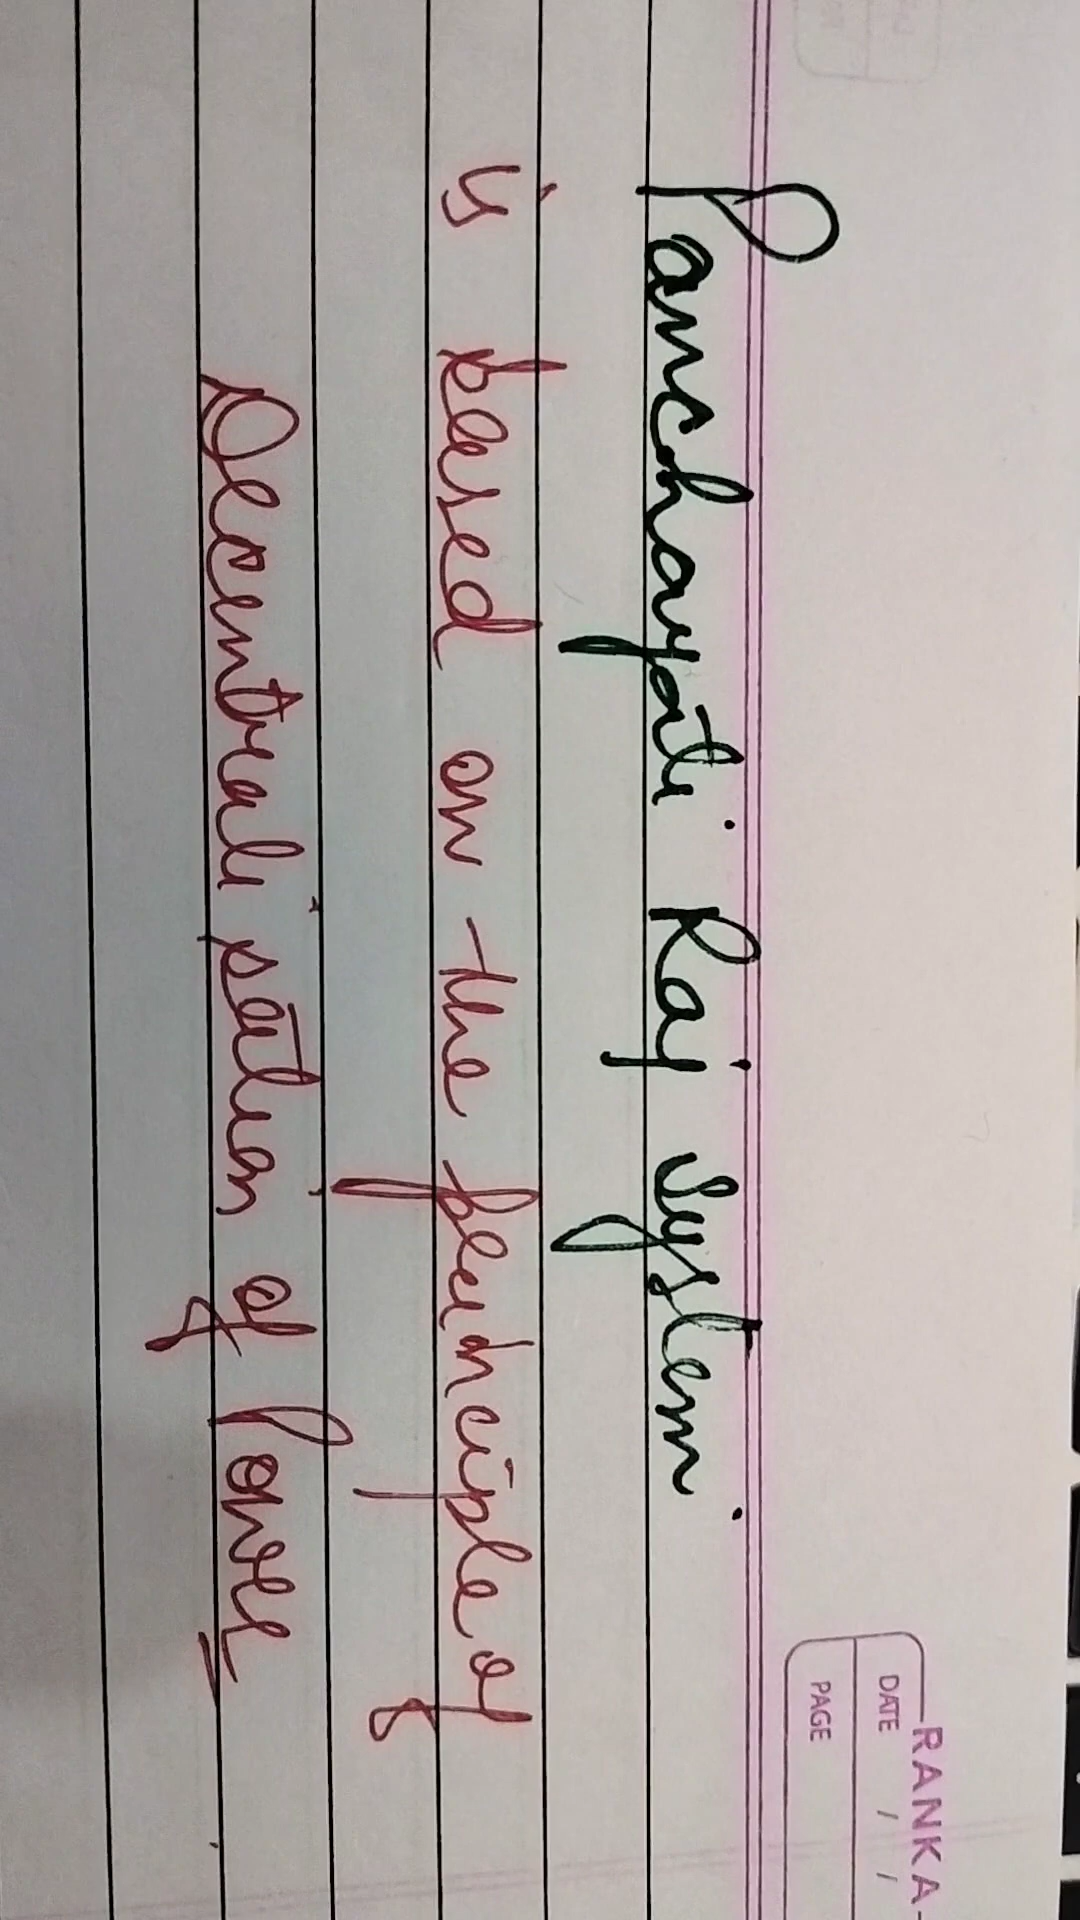 RANKA
DATE / /
PAGE
Panchayati Raj System
is based on the principle of
Decentralisation of Power